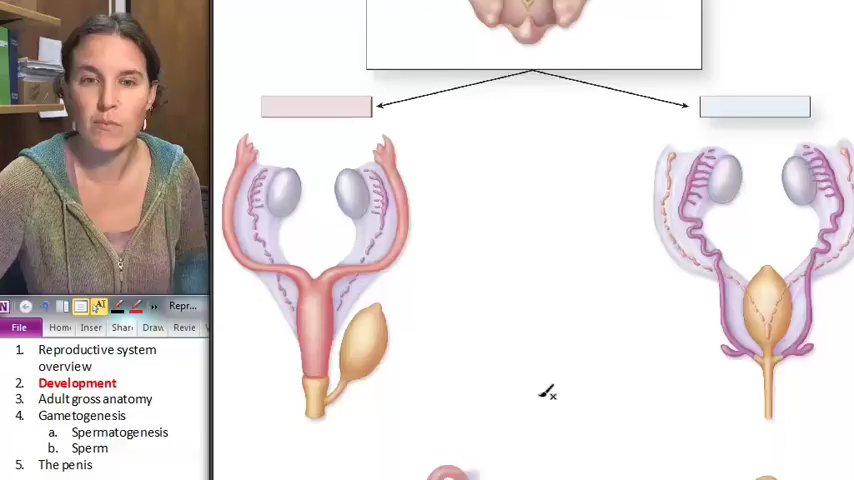 Repr...
File
Home
Inser
Shar
Draw
Revie
1. Reproductive system
overview
2. Development
3. Adult gross anatomy
4. Gametogenesis
a. Spermatogenesis
b. Sperm
5. The penis